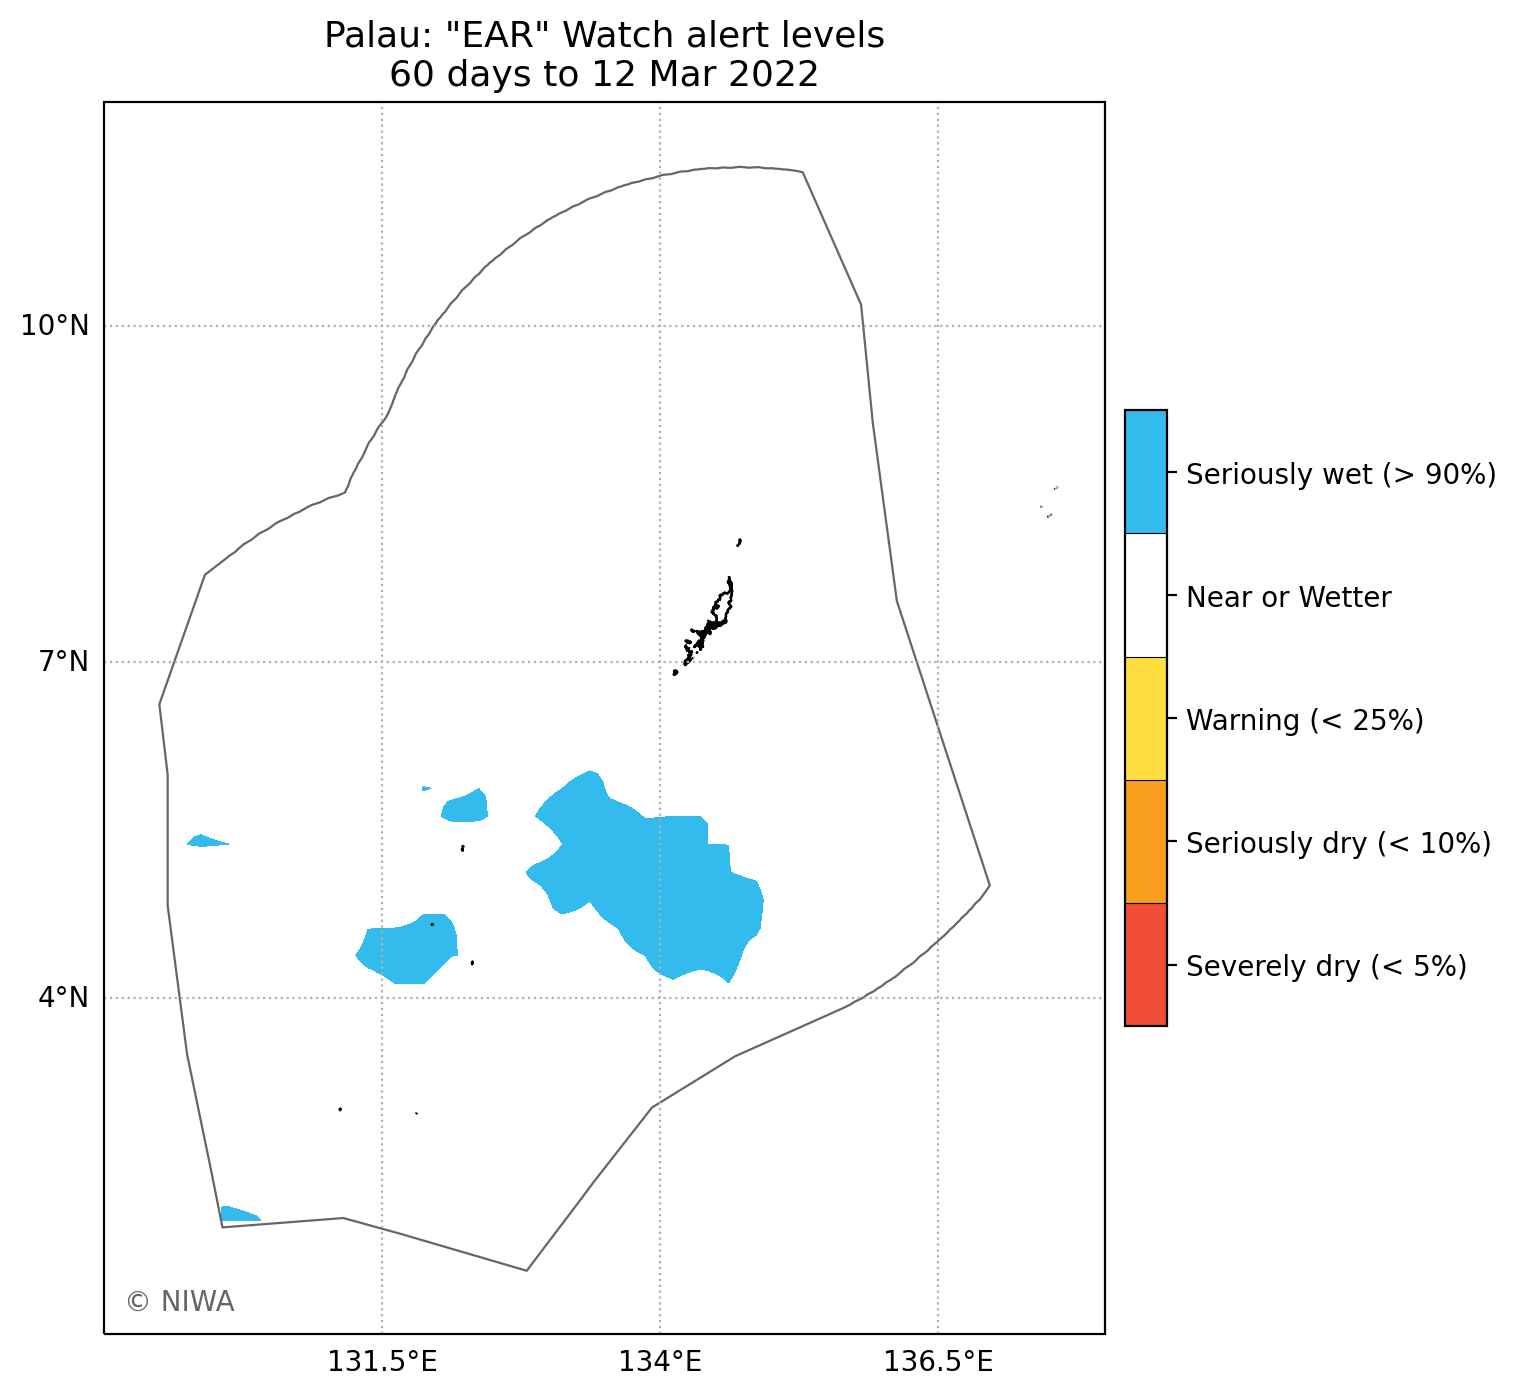 Palau: "EAR" Watch alert levels
60 days to 12 Mar 2022
10°N
7°N
4°N
131.5°E
134°E
136.5°E
Seriously wet (> 90%)
Near or Wetter
Warning (< 25%)
Seriously dry (< 10%)
Severely dry (< 5%)
© NIWA